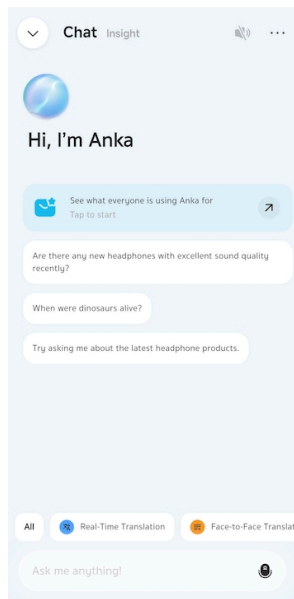 Chat Insight
Hi, I'm Anka
See what everyone is using Anka for
Tap to start
Are there any new headphones with excellent sound quality
recently?
When were dinosaurs alive?
Try asking me about the latest headphone products.
All Real-Time Translation Face-to-Face Translat
Ask me anything!